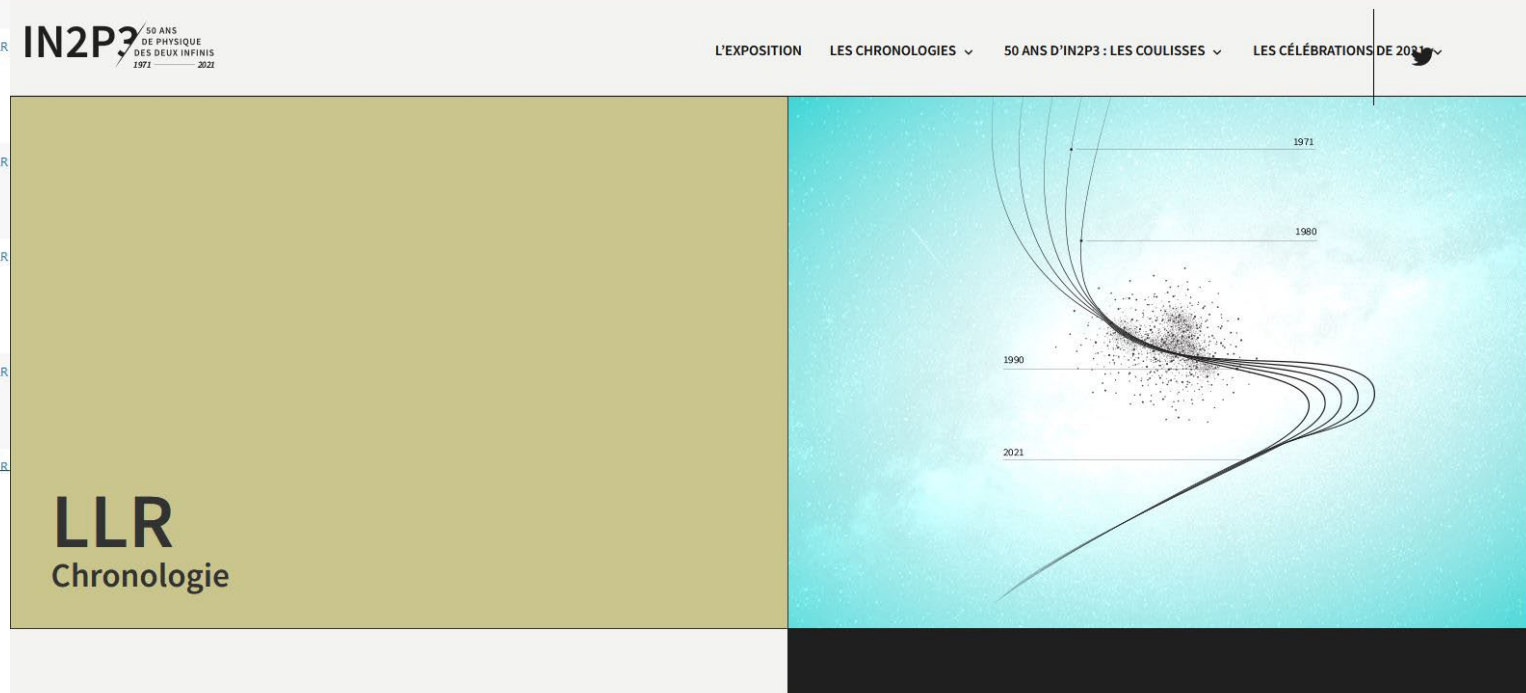 IN2P3
50 ANS
DE PHYSIQUE
DES DEUX INFINIS
1971 2021
L'EXPOSITION LES CHRONOLOGIES 50 ANS D'IN2P3 : LES COULISSES LES CÉLÉBRATIONS DE 2021
R
R
R
R
R
1971
1980
1990
2021
LLR
Chronologie